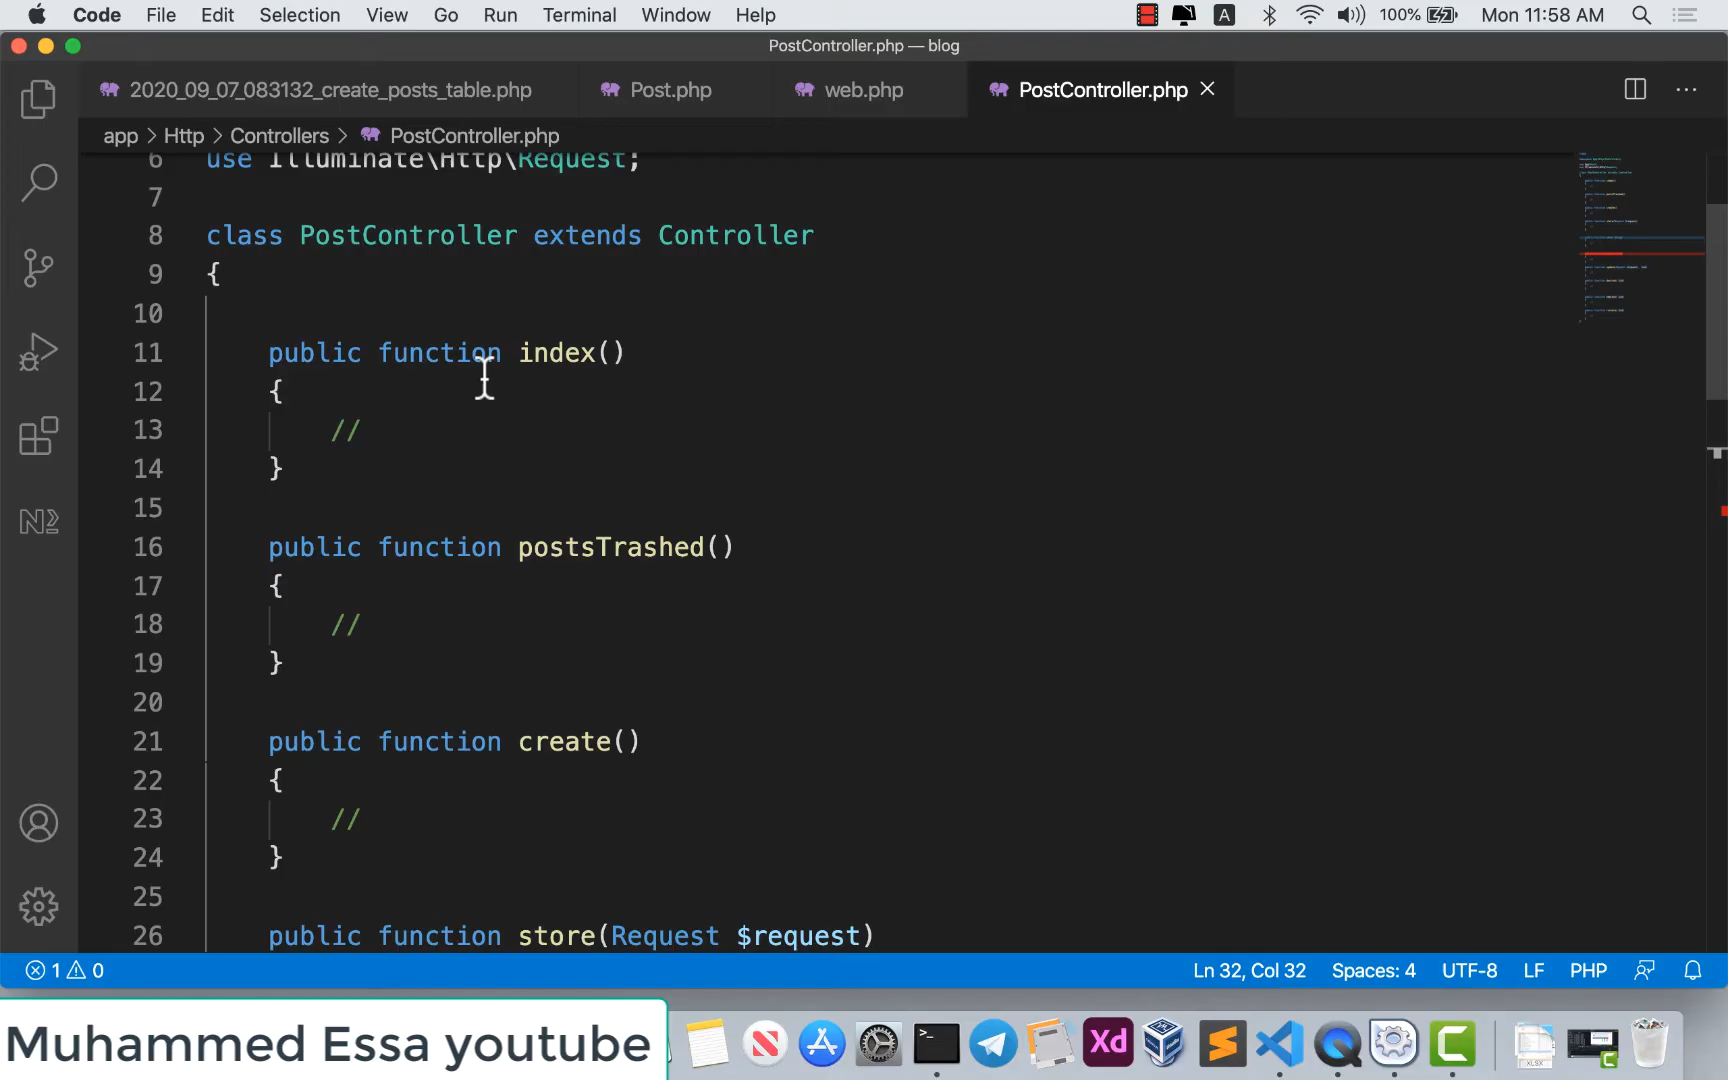 Code File Edit Selection View Go Run Terminal Window Help A 100% Mon 11:58 AM
PostController.php — blog
2020_09_07_083132_create_posts_table.php Post.php web.php PostController.php
app > Http > Controllers > PostController.php
6 use Illuminate\Http\Request;
7
8 class PostController extends Controller
9 {
10
11 public function index()
12 {
13 //
14 }
15
16 public function postsTrashed()
17 {
18 //
19 }
20
21 public function create()
22 {
23 //
24 }
25
26 public function store(Request $request)
1 0 Ln 32, Col 32 Spaces: 4 UTF-8 LF PHP
Muhammed Essa youtube
Xd
XLSX